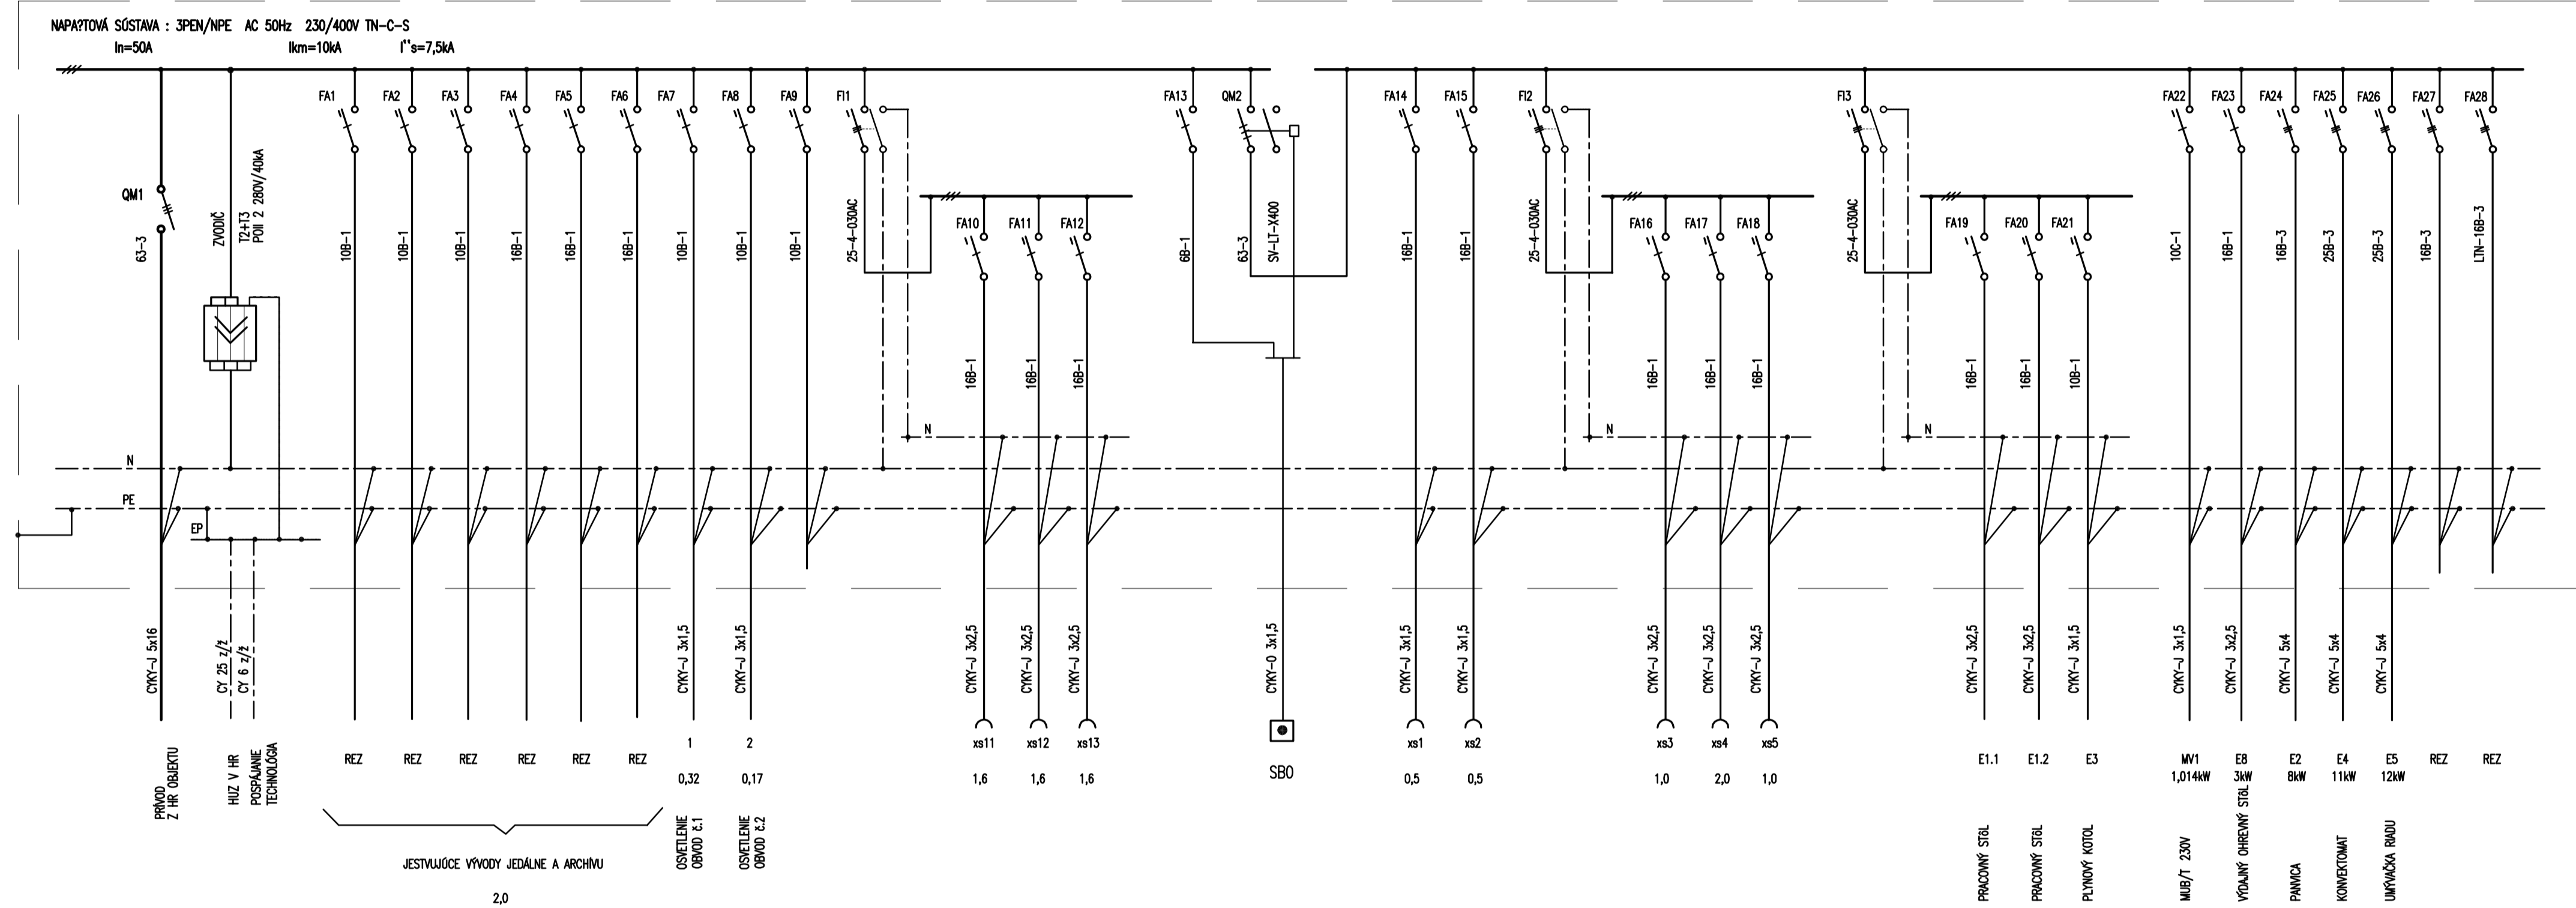 NAPA?TOVÁ SÚSTAVA : 3PEN/NPE AC 50Hz 230/400V TN-C-S
In=50A Ikm=10kA I''s=7,5kA
FA1 FA2 FA3 FA4 FA5 FA6 FA7 FA8 FA9 FI1 FA13 QM2 FA14 FA15 FI2 FI3 FA22 FA23 FA24 FA25 FA26 FA27 FA28
QM1
63-3
ZVODIČ
T2+T3
POII 2 280V/40kA
10B-1 10B-1 10B-1 16B-1 16B-1 16B-1 10B-1 10B-1 10B-1 25-4-030AC 6B-1 63-3 SV-LT-X400 16B-1 16B-1 25-4-030AC 25-4-030AC 10C-1 16B-1 16B-3 25B-3 25B-3 16B-3 LTN-16B-3
FA10 FA11 FA12 FA16 FA17 FA18 FA19 FA20 FA21
16B-1 16B-1 16B-1 16B-1 16B-1 16B-1 16B-1 16B-1 10B-1
N N N
N
PE
EP
CYKY-J 5x16 CY 25 z/ž CY 6 z/ž CYKY-J 3x1,5 CYKY-J 3x1,5 CYKY-J 3x2,5 CYKY-J 3x2,5 CYKY-J 3x2,5 CYKY-O 3x1,5 CYKY-J 3x1,5 CYKY-J 3x2,5 CYKY-J 3x2,5 CYKY-J 3x2,5 CYKY-J 3x2,5 CYKY-J 3x2,5 CYKY-J 3x2,5 CYKY-J 3x1,5 CYKY-J 3x1,5 CYKY-J 3x2,5 CYKY-J 5x4 CYKY-J 5x4 CYKY-J 5x4
PRÍVOD
Z HR OBJEKTU
HUZ V HR
POSPÁJANIE
TECHNOLÓGIA
REZ REZ REZ REZ REZ REZ
1 2 xs11 xs12 xs13 xs1 xs2 xs3 xs4 xs5
0,32 0,17 1,6 1,6 1,6 SB0 0,5 0,5 1,0 2,0 1,0
E1.1 E1.2 E3 MV1 E8 E2 E4 E5 REZ REZ
1,014kW 3kW 8kW 11kW 12kW
OSVETLENIE
OBVOD č.1
OSVETLENIE
OBVOD č.2
PRACOVNÝ STôL
PRACOVNÝ STôL
PLYNOVÝ KOTOL
MUB/T 230V
VÝDAJNÝ OHREVNÝ STôL
PANVICA
KONVEKTOMAT
UMÝVAČKA RIADU
JESTVUJÚCE VÝVODY JEDÁLNE A ARCHÍVU
2,0